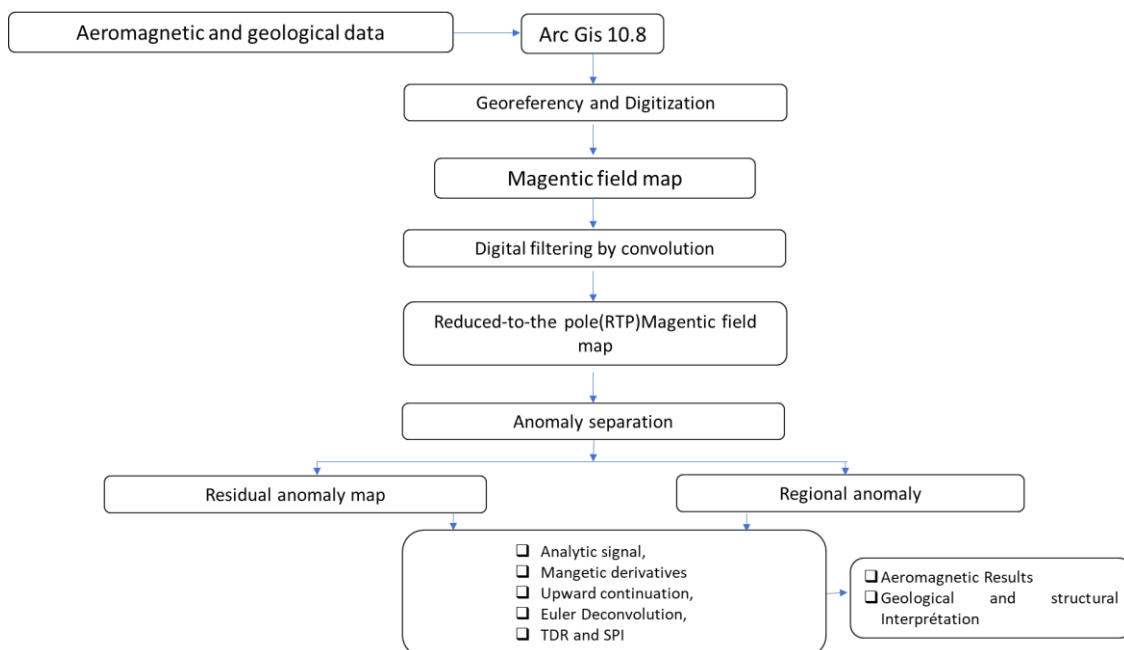 Aeromagnetic and geological data
Arc Gis 10.8
Georeferency and Digitization
Magentic field map
Digital filtering by convolution
Reduced-to-the pole(RTP)Magentic field
map
Anomaly separation
Residual anomaly map
Regional anomaly
❑ Analytic signal,
❑ Mangetic derivatives
❑ Upward continuation,
❑ Euler Deconvolution,
❑ TDR and SPI
❑ Aeromagnetic Results
❑ Geological and structural
Interprétation